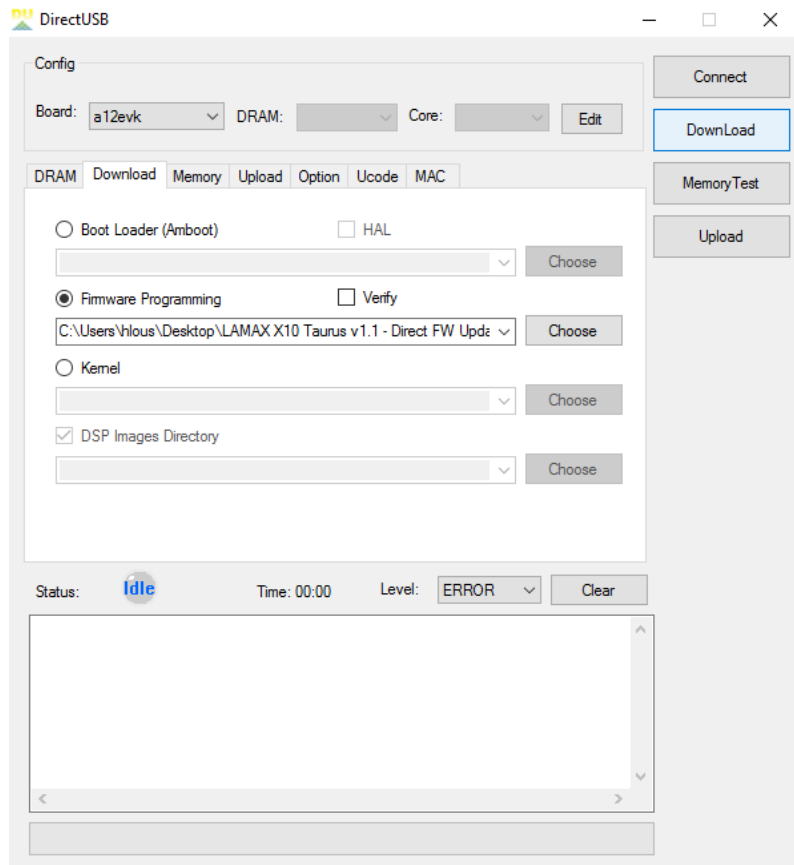 DirectUSB
Config
Board: a12evk DRAM: Core: Edit
Connect
DownLoad
MemoryTest
Upload
DRAM Download Memory Upload Option Ucode MAC
Boot Loader (Amboot) HAL
Choose
Firmware Programming Verify
C:\Users\hlous\Desktop\LAMAX X10 Taurus v1.1 - Direct FW Upda Choose
Kernel
Choose
DSP Images Directory
Choose
Status: Idle Time: 00:00 Level: ERROR Clear